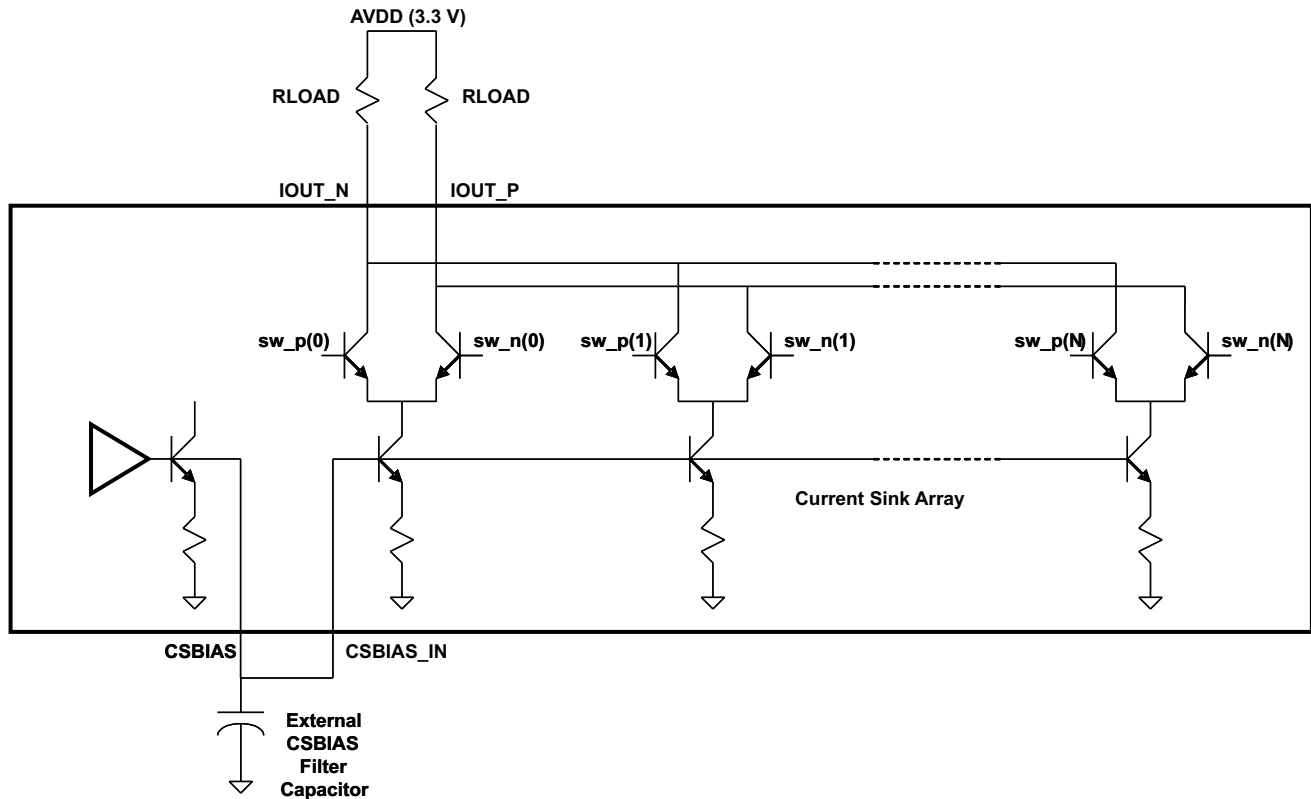 AVDD (3.3 V)
RLOAD
RLOAD
IOUT_N
IOUT_P
sw_p(0)
sw_n(0)
sw_p(1)
sw_n(1)
sw_p(N)
sw_n(N)
Current Sink Array
CSBIAS
CSBIAS_IN
External
CSBIAS
Filter
Capacitor